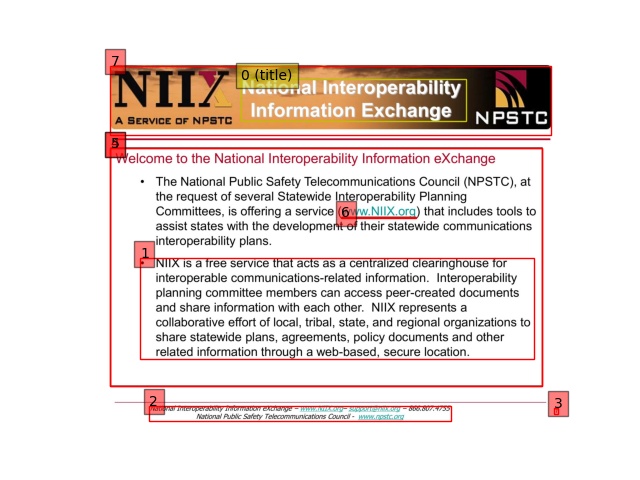 7
0 (title)
NIIX
A SERVICE OF NPSTC
National Interoperability
Information Exchange
NPSTC
5
Welcome to the National Interoperability Information eXchange
• The National Public Safety Telecommunications Council (NPSTC), at
the request of several Statewide Interoperability Planning
Committees, is offering a service (www.NIIX.org) that includes tools to
6
assist states with the development of their statewide communications
interoperability plans.
1
• NIIX is a free service that acts as a centralized clearinghouse for
interoperable communications-related information. Interoperability
planning committee members can access peer-created documents
and share information with each other. NIIX represents a
collaborative effort of local, tribal, state, and regional organizations to
share statewide plans, agreements, policy documents and other
related information through a web-based, secure location.
2
3
National Interoperability Information eXchange – www.NIIX.org– support@niix.org – 866.807.4755
National Public Safety Telecommunications Council - www.npstc.org